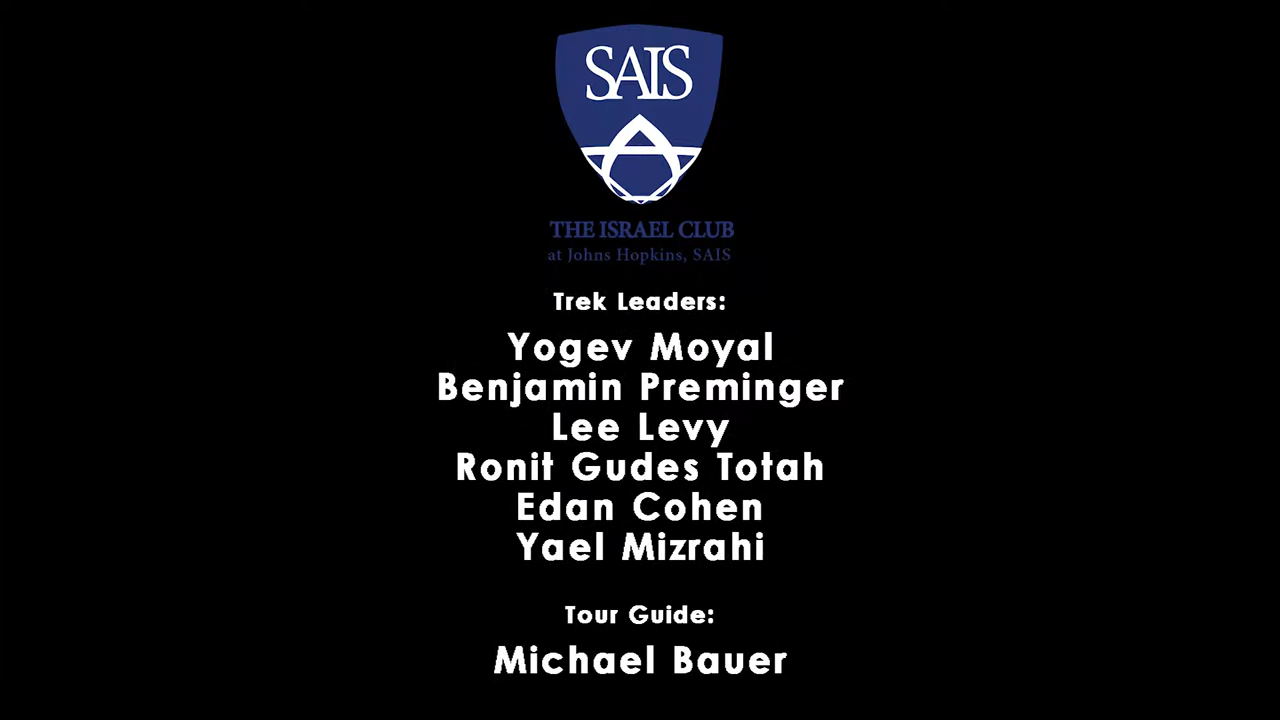 SAIS
THE ISRAEL CLUB
at Johns Hopkins, SAIS
Trek Leaders:
Yogev Moyal
Benjamin Preminger
Lee Levy
Ronit Gudes Totah
Edan Cohen
Yael Mizrahi
Tour Guide:
Michael Bauer